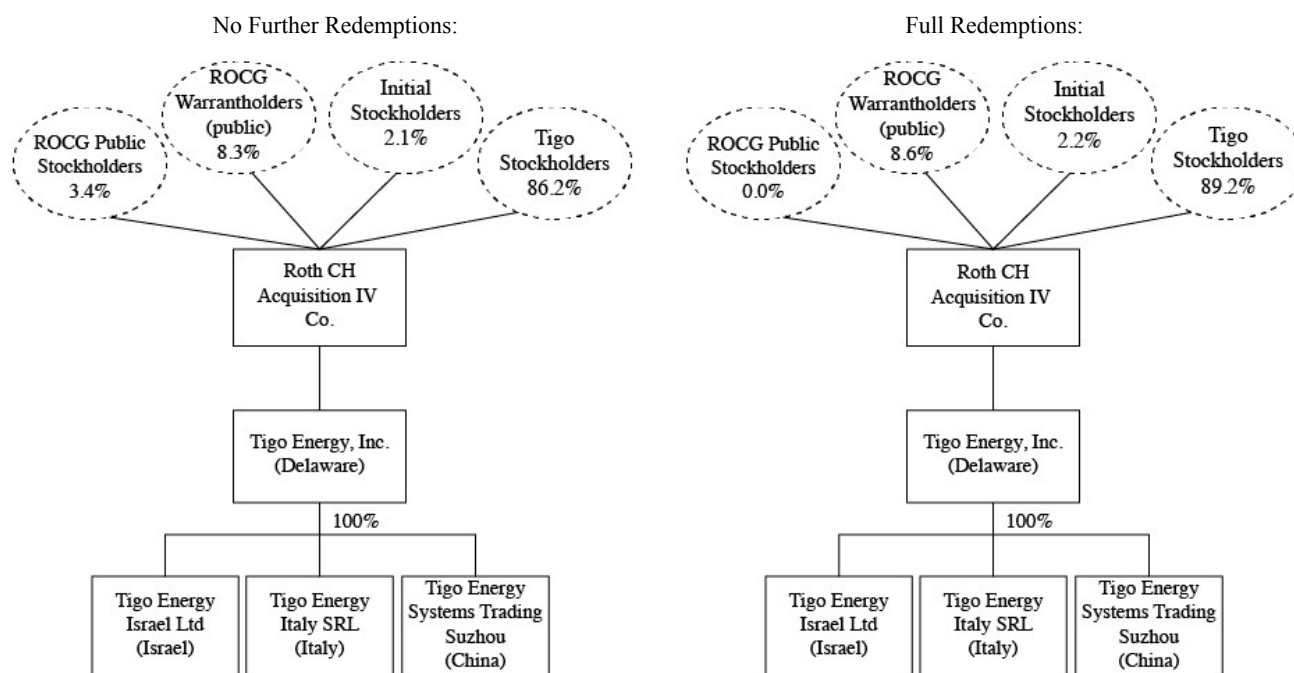 No Further Redemptions:
ROCG Public
Stockholders
3.4%
ROCG
Warrantholders
(public)
8.3%
Initial
Stockholders
2.1%
Tigo
Stockholders
86.2%
Roth CH
Acquisition IV
Co.
Tigo Energy, Inc.
(Delaware)
100%
Tigo Energy
Israel Ltd
(Israel)
Tigo Energy
Italy SRL
(Italy)
Tigo Energy
Systems Trading
Suzhou
(China)
Full Redemptions:
ROCG Public
Stockholders
0.0%
ROCG
Warrantholders
(public)
8.6%
Initial
Stockholders
2.2%
Tigo
Stockholders
89.2%
Roth CH
Acquisition IV
Co.
Tigo Energy, Inc.
(Delaware)
100%
Tigo Energy
Israel Ltd
(Israel)
Tigo Energy
Italy SRL
(Italy)
Tigo Energy
Systems Trading
Suzhou
(China)